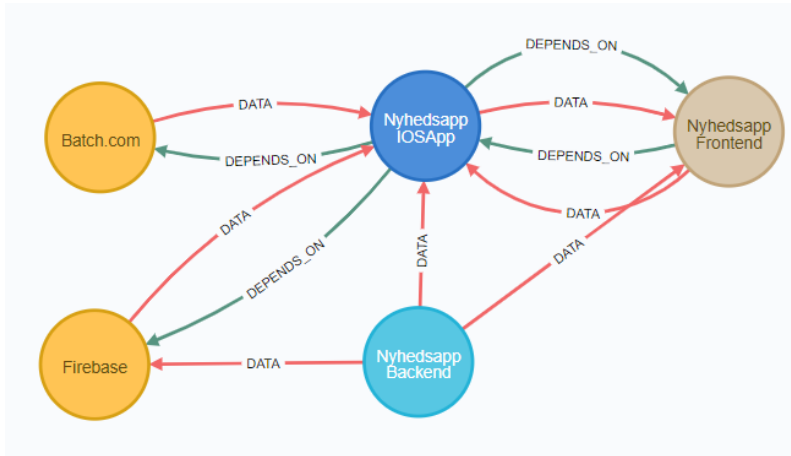 DEPENDS_ON
DATA
DATA
Nyhedsapp
IOSApp
Nyhedsapp
Frontend
Batch.com
DEPENDS_ON
DEPENDS_ON
DATA
DATA
DATA
DATA
DEPENDS_ON
Firebase
DATA
Nyhedsapp
Backend